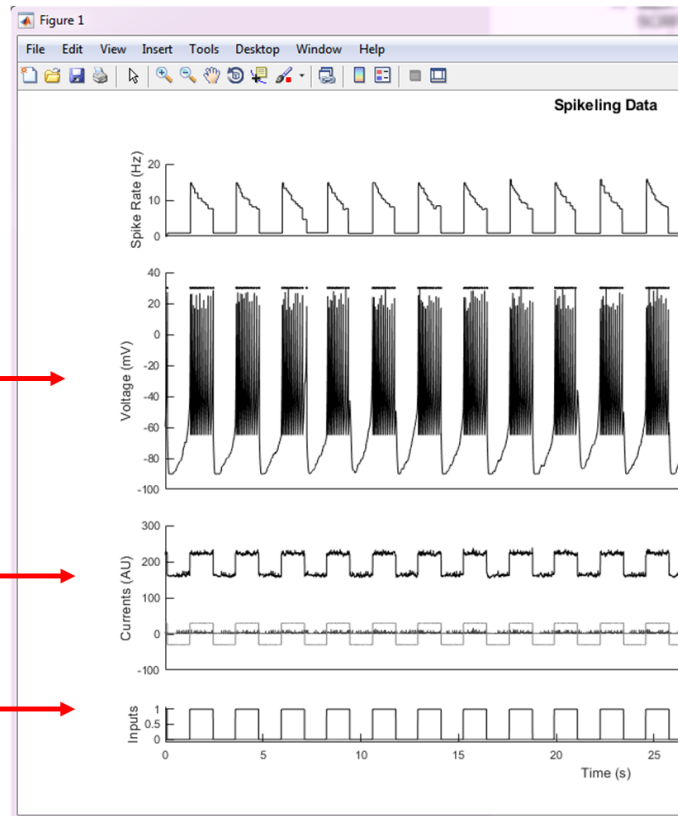 Figure 1
File Edit View Insert Tools Desktop Window Help
Spikeling Data
Spike Rate (Hz)
20
10
0
Voltage (mV)
40
20
0
-20
-40
-60
-80
-100
Currents (AU)
300
200
100
0
-100
Inputs
1
0.5
0
0 5 10 15 20 25
Time (s)